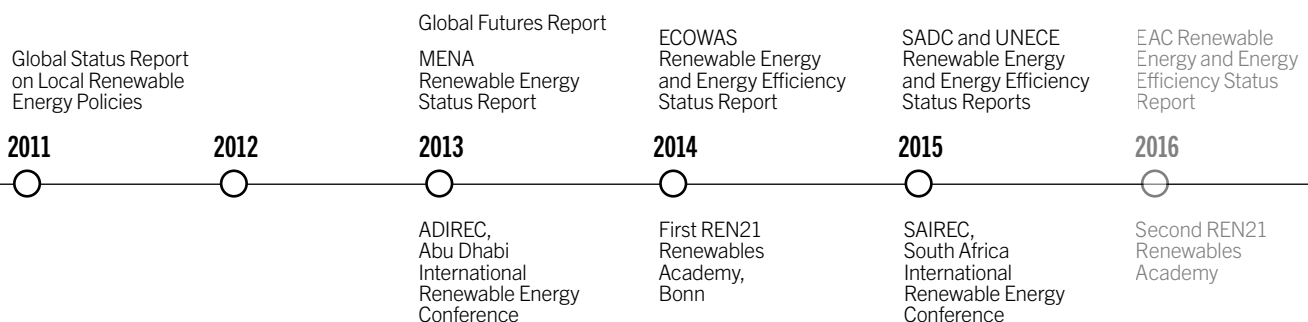 Global Status Report
on Local Renewable
Energy Policies
2011
2012
Global Futures Report
MENA
Renewable Energy
Status Report
2013
ADIREC,
Abu Dhabi
International
Renewable Energy
Conference
ECOWAS
Renewable Energy
and Energy Efficiency
Status Report
2014
First REN21
Renewables
Academy,
Bonn
SADC and UNECE
Renewable Energy
and Energy Efficiency
Status Reports
2015
SAIREC,
South Africa
International
Renewable Energy
Conference
EAC Renewable
Energy and Energy
Efficiency Status
Report
2016
Second REN21
Renewables
Academy